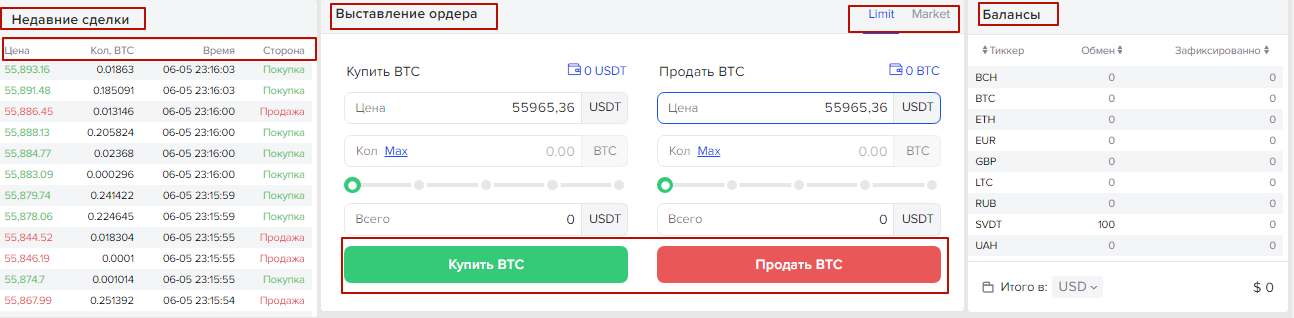 Недавние сделки
Цена Кол, BTC Время Сторона
55,893.16 0.01863 06-05 23:16:03 Покупка
55,891.48 0.185091 06-05 23:16:03 Покупка
55,886.45 0.013146 06-05 23:16:00 Продажа
55,888.13 0.205824 06-05 23:16:00 Покупка
55,884.77 0.02368 06-05 23:16:00 Покупка
55,883.09 0.000296 06-05 23:16:00 Покупка
55,879.74 0.241422 06-05 23:15:59 Покупка
55,878.06 0.224645 06-05 23:15:59 Покупка
55,844.52 0.018304 06-05 23:15:55 Продажа
55,846.19 0.0001 06-05 23:15:55 Продажа
55,874.7 0.001014 06-05 23:15:55 Покупка
55,867.99 0.251392 06-05 23:15:54 Продажа
Выставление ордера Limit Market
Купить BTC 0 USDT
Цена 55965,36 USDT
Кол Max 0.00 BTC
Всего 0 USDT
Купить BTC
Продать BTC 0 BTC
Цена 55965,36 USDT
Кол Max 0.00 BTC
Всего 0 USDT
Продать BTC
Балансы
Тиккер Обмен Зафиксированно
BCH 0 0
BTC 0 0
ETH 0 0
EUR 0 0
GBP 0 0
LTC 0 0
RUB 0 0
SVDT 100 0
UAH 0 0
Итого в: USD $ 0